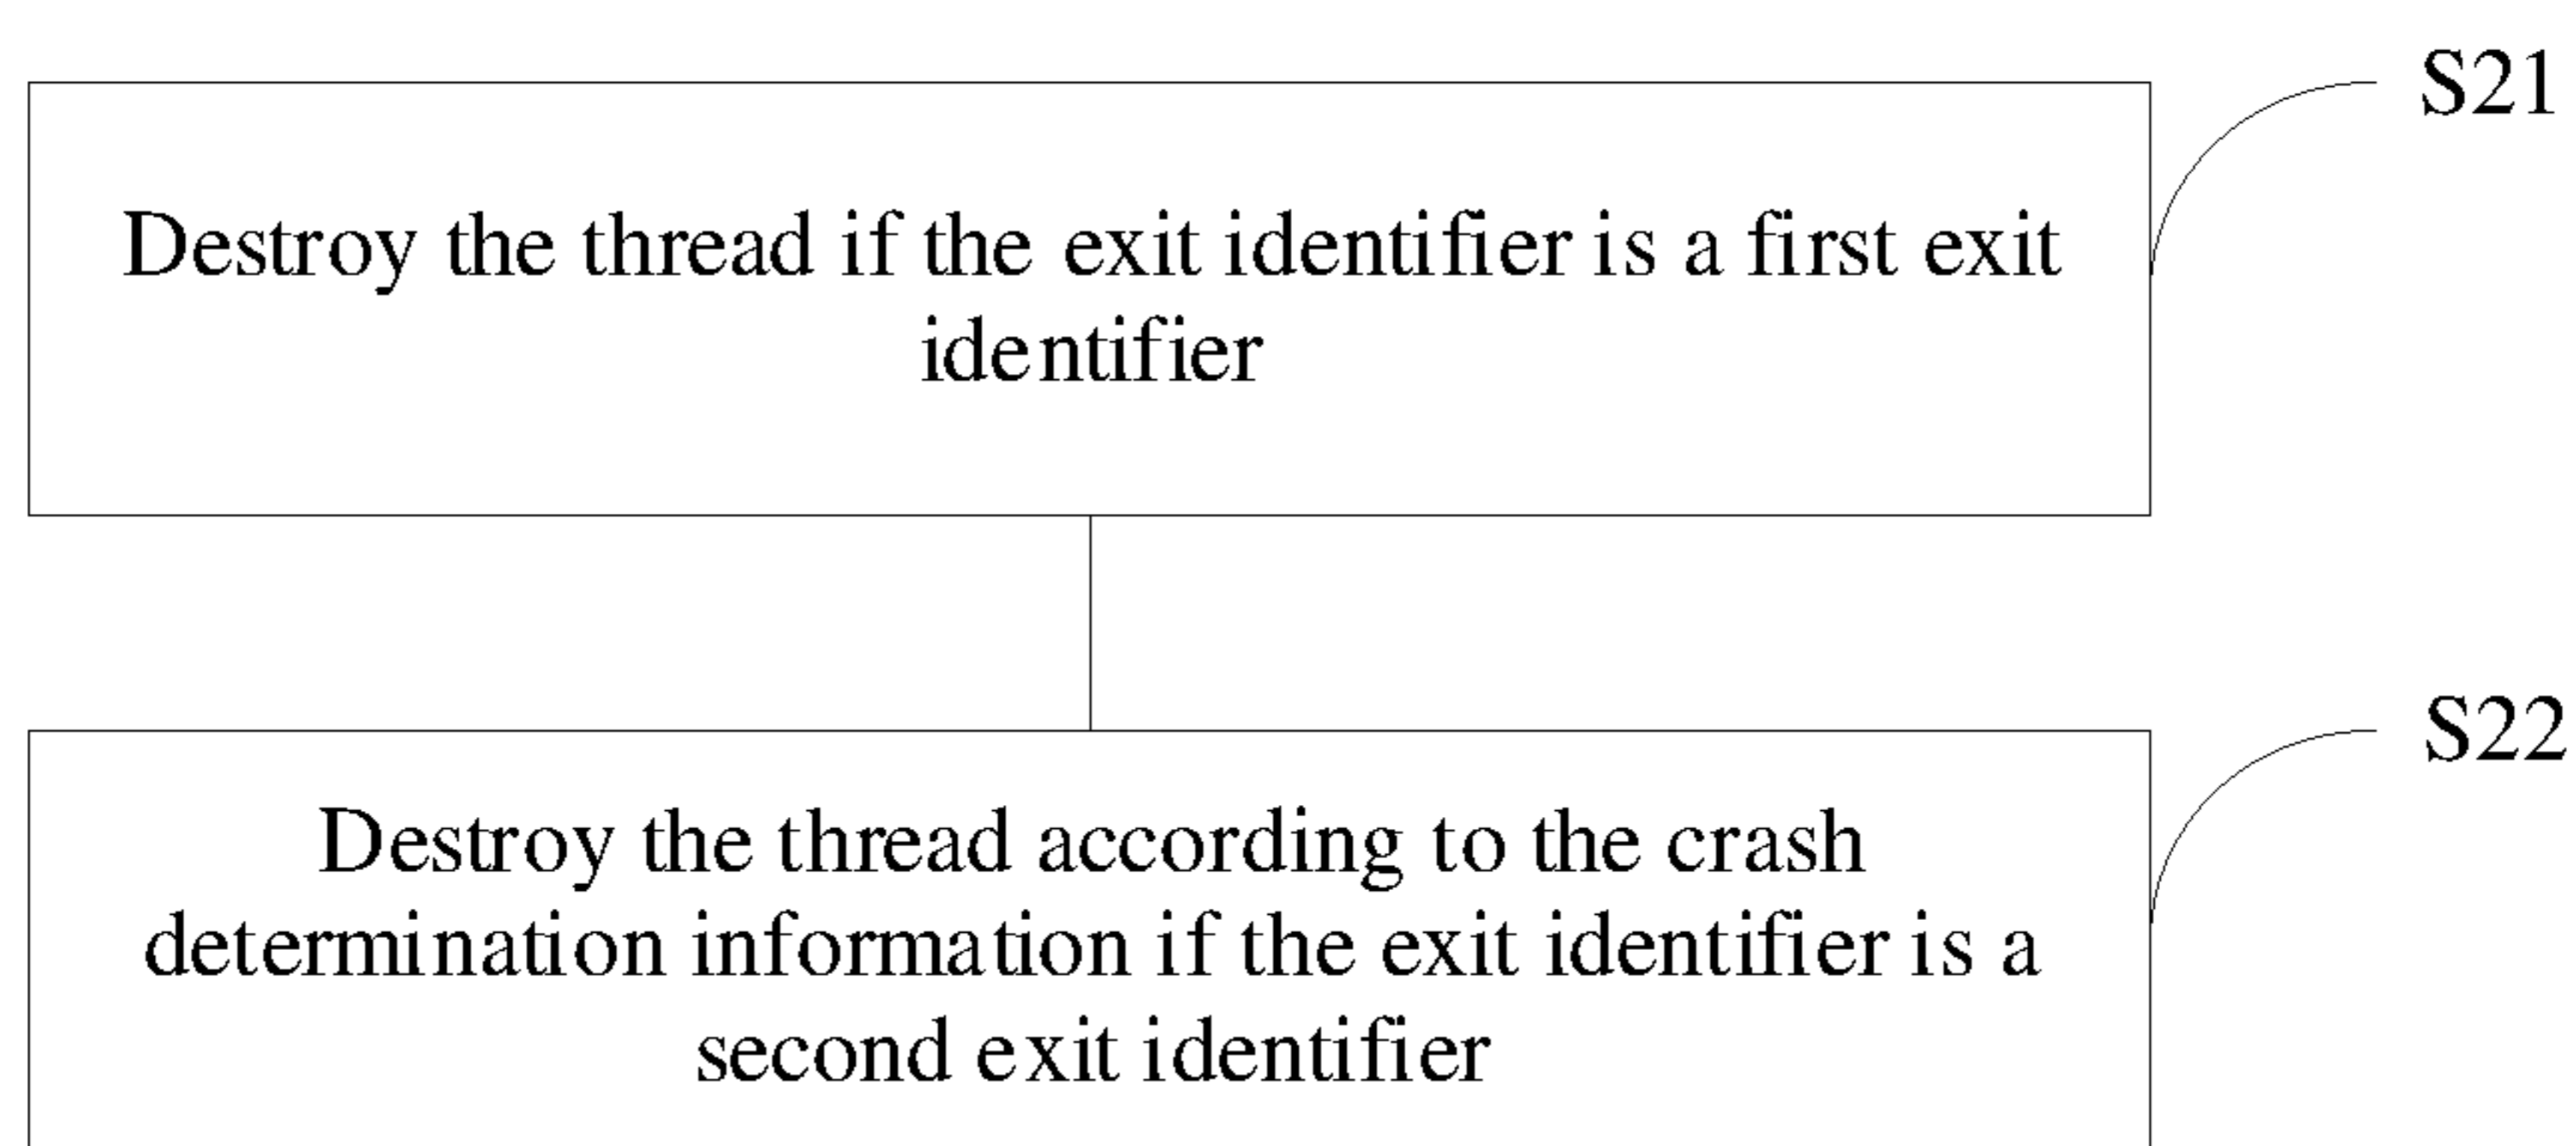 S21
Destroy the thread if the exit identifier is a first exit
identifier
S22
Destroy the thread according to the crash
determination information if the exit identifier is a
second exit identifier